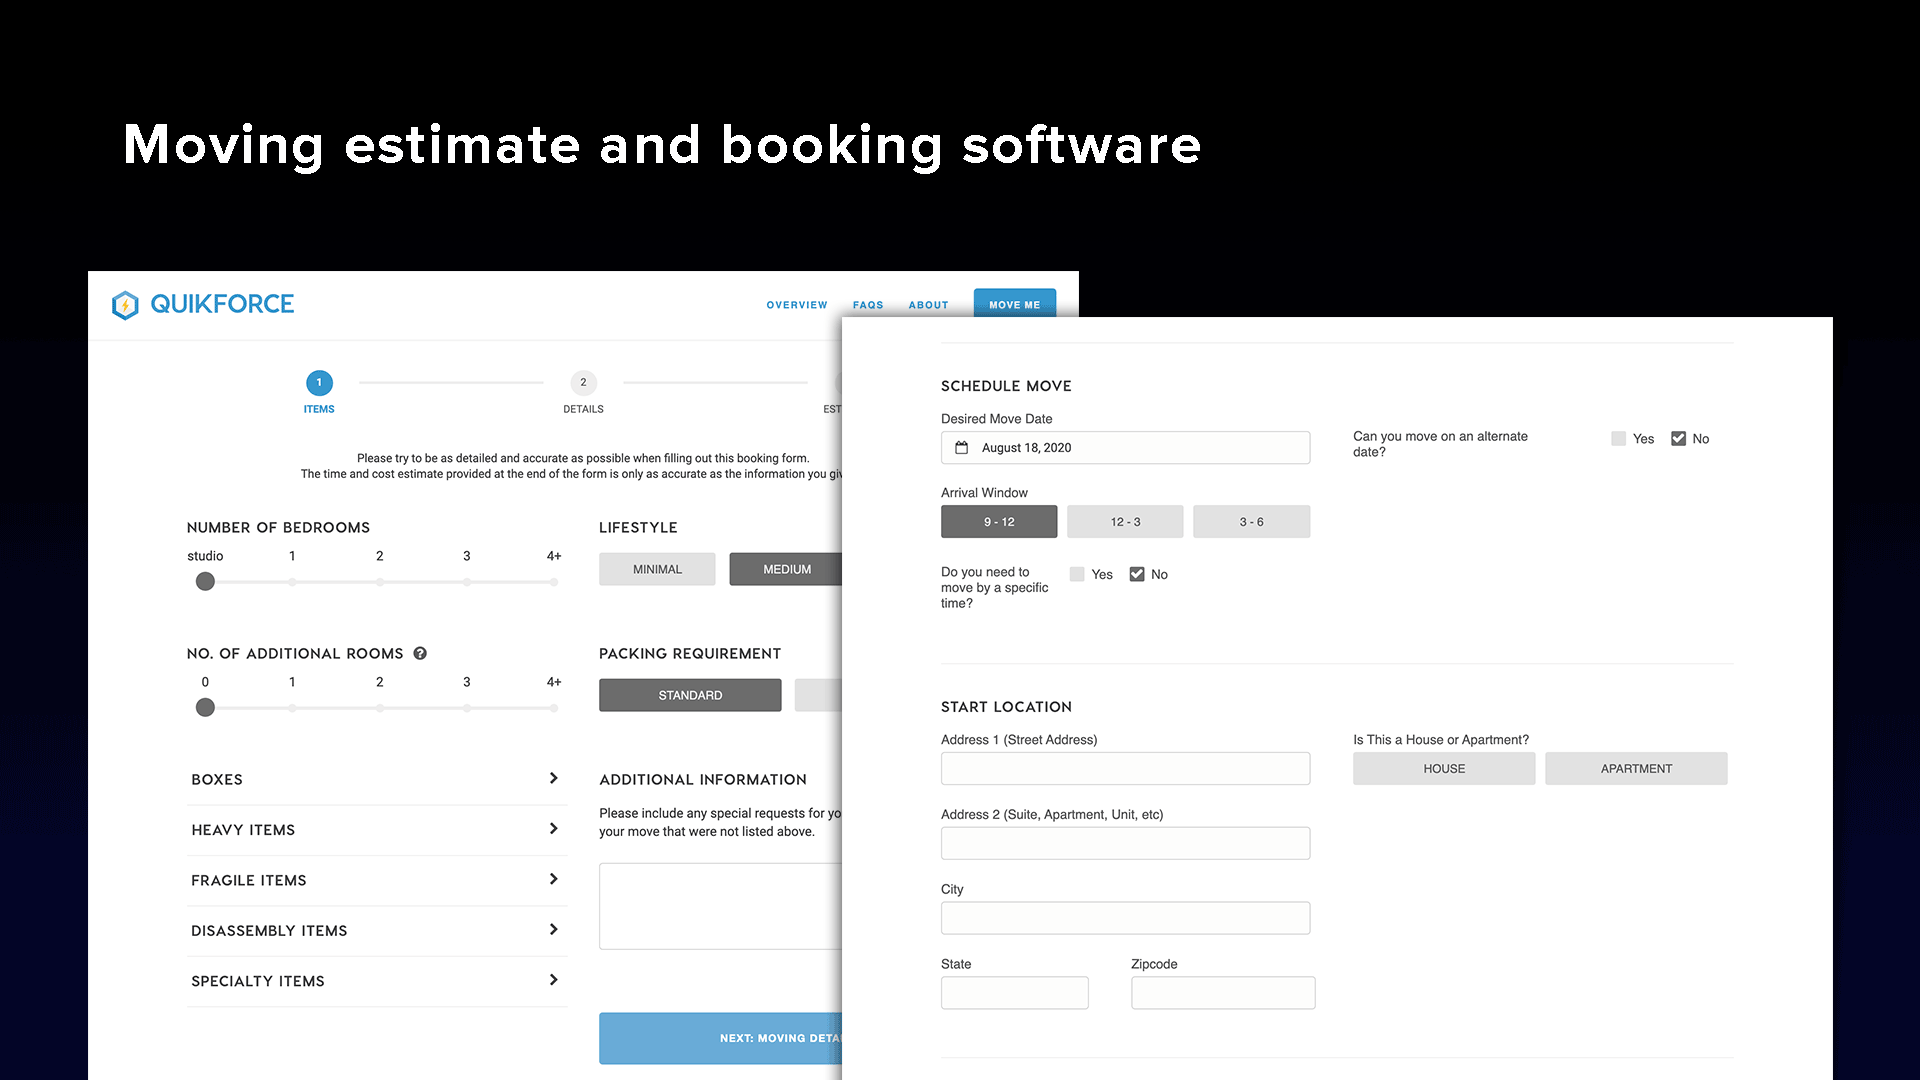 Moving estimate and booking software
QUIKFORCE
OVERVIEW FAQS ABOUT MOVE ME
1 2
ITEMS DETAILS EST
Please try to be as detailed and accurate as possible when filling out this booking form.
The time and cost estimate provided at the end of the form is only as accurate as the information you giv
NUMBER OF BEDROOMS
studio 1 2 3 4+
LIFESTYLE
MINIMAL MEDIUM
NO. OF ADDITIONAL ROOMS ?
0 1 2 3 4+
PACKING REQUIREMENT
STANDARD
BOXES
HEAVY ITEMS
FRAGILE ITEMS
DISASSEMBLY ITEMS
SPECIALTY ITEMS
ADDITIONAL INFORMATION
Please include any special requests for yo
your move that were not listed above.
NEXT: MOVING DETA
SCHEDULE MOVE
Desired Move Date
August 18, 2020
Can you move on an alternate
date?
Yes No
Arrival Window
9 - 12 12 - 3 3 - 6
Do you need to
move by a specific
time?
Yes No
START LOCATION
Address 1 (Street Address)
Is This a House or Apartment?
HOUSE APARTMENT
Address 2 (Suite, Apartment, Unit, etc)
City
State Zipcode